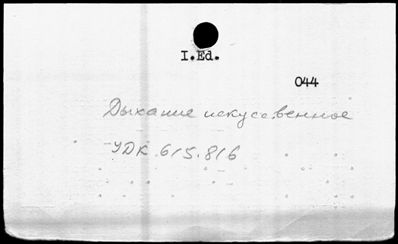 I.Ed.
044
Дыхание искусственное
УДК 615.816